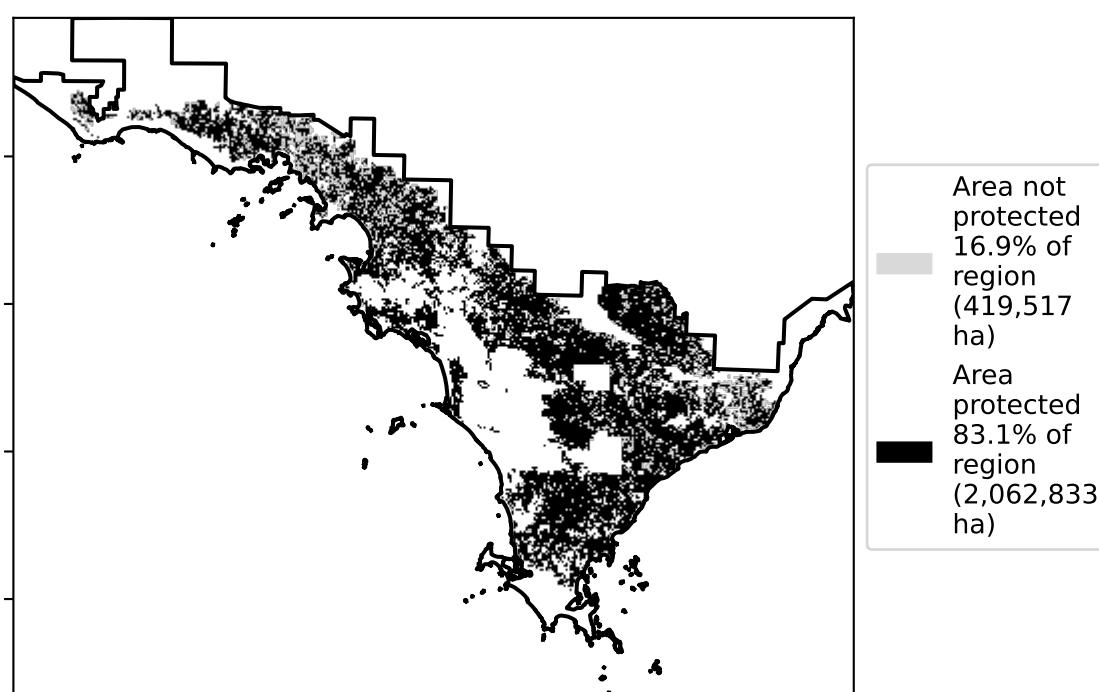 Area not
protected
16.9% of
region
(419,517
ha)
Area
protected
83.1% of
region
(2,062,833
ha)